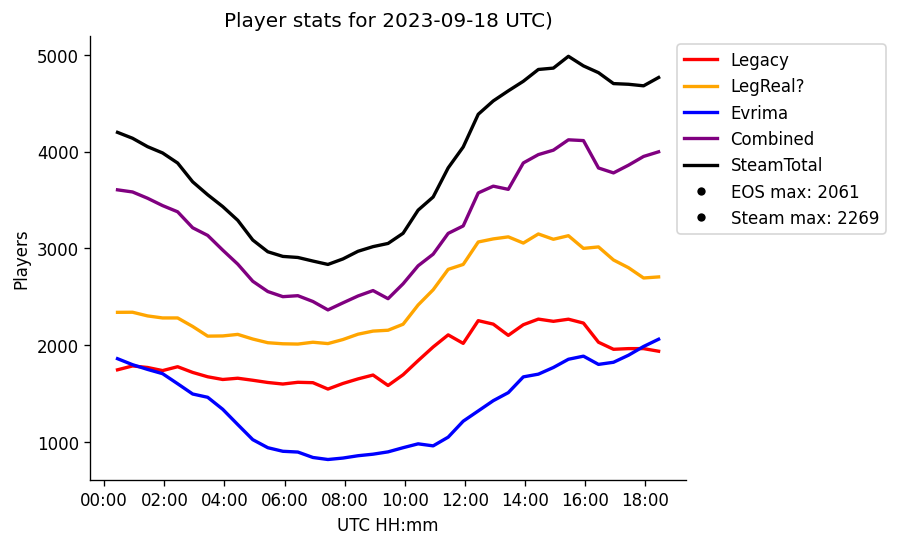 Player stats for 2023-09-18 UTC)
Legacy
LegReal?
Evrima
Combined
SteamTotal
EOS max: 2061
Steam max: 2269
Players
5000
4000
3000
2000
1000
00:00 02:00 04:00 06:00 08:00 10:00 12:00 14:00 16:00 18:00
UTC HH:mm